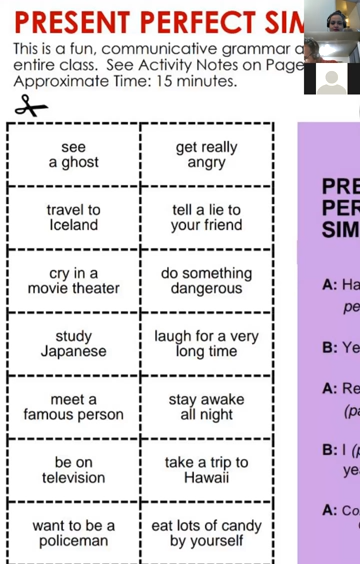 PRESENT PERFECT SIM
This is a fun, communicative grammar a
entire class. See Activity Notes on Page
Approximate Time: 15 minutes.
see
a ghost
get really
angry
travel to
Iceland
tell a lie to
your friend
cry in a
movie theater
do something
dangerous
study
Japanese
laugh for a very
long time
meet a
famous person
stay awake
all night
be on
television
take a trip to
Hawaii
want to be a
policeman
eat lots of candy
by yourself
PRE
PER
SIM
A: Ha
pe
B: Ye
A: Re
(pa
B: I (p
yea
A: Co